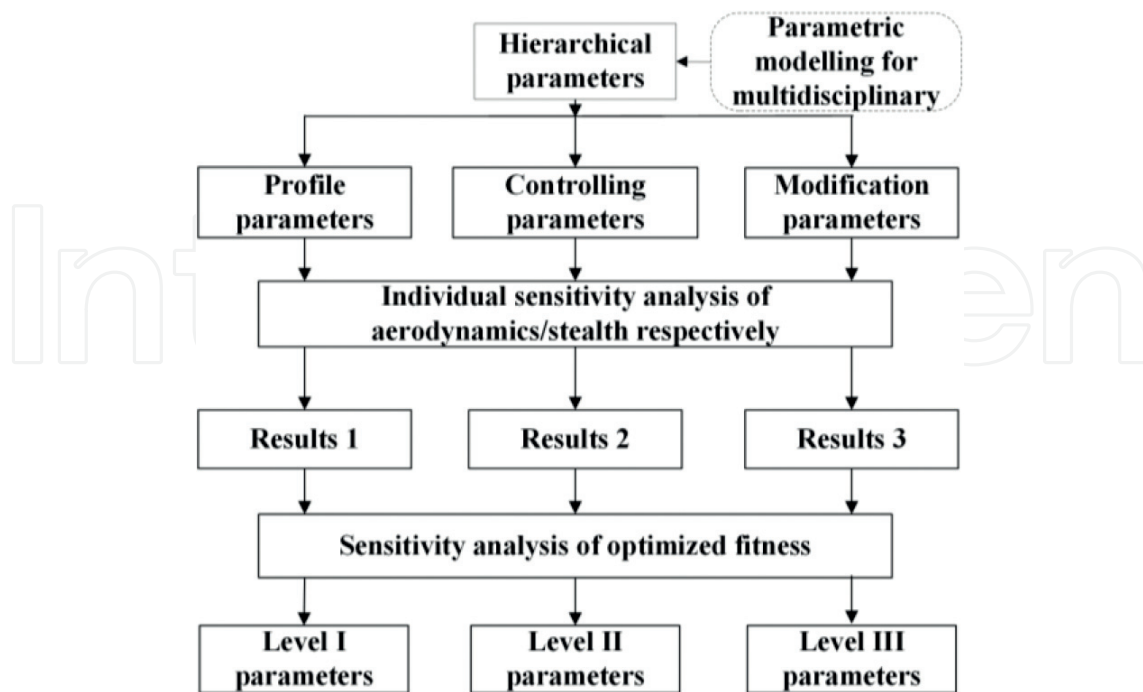 Hierarchical
parameters
Parametric
modelling for
multidisciplinary
Profile
parameters
Controlling
parameters
Modification
parameters
Individual sensitivity analysis of
aerodynamics/stealth respectively
Results 1
Results 2
Results 3
Sensitivity analysis of optimized fitness
Level I
parameters
Level II
parameters
Level III
parameters